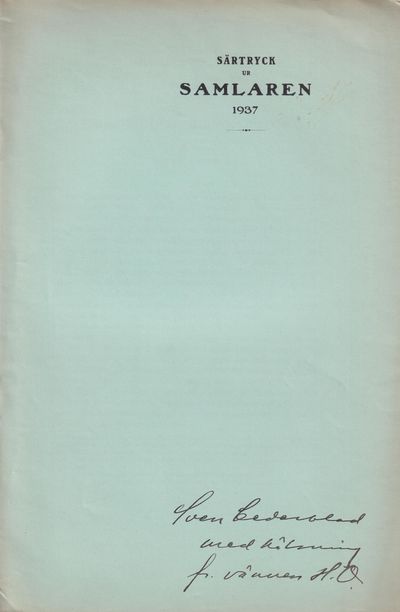 SÄRTRYCK
UR
SAMLAREN
1937
Sven Cederblad
med hälsning
fr. vännen H. O.